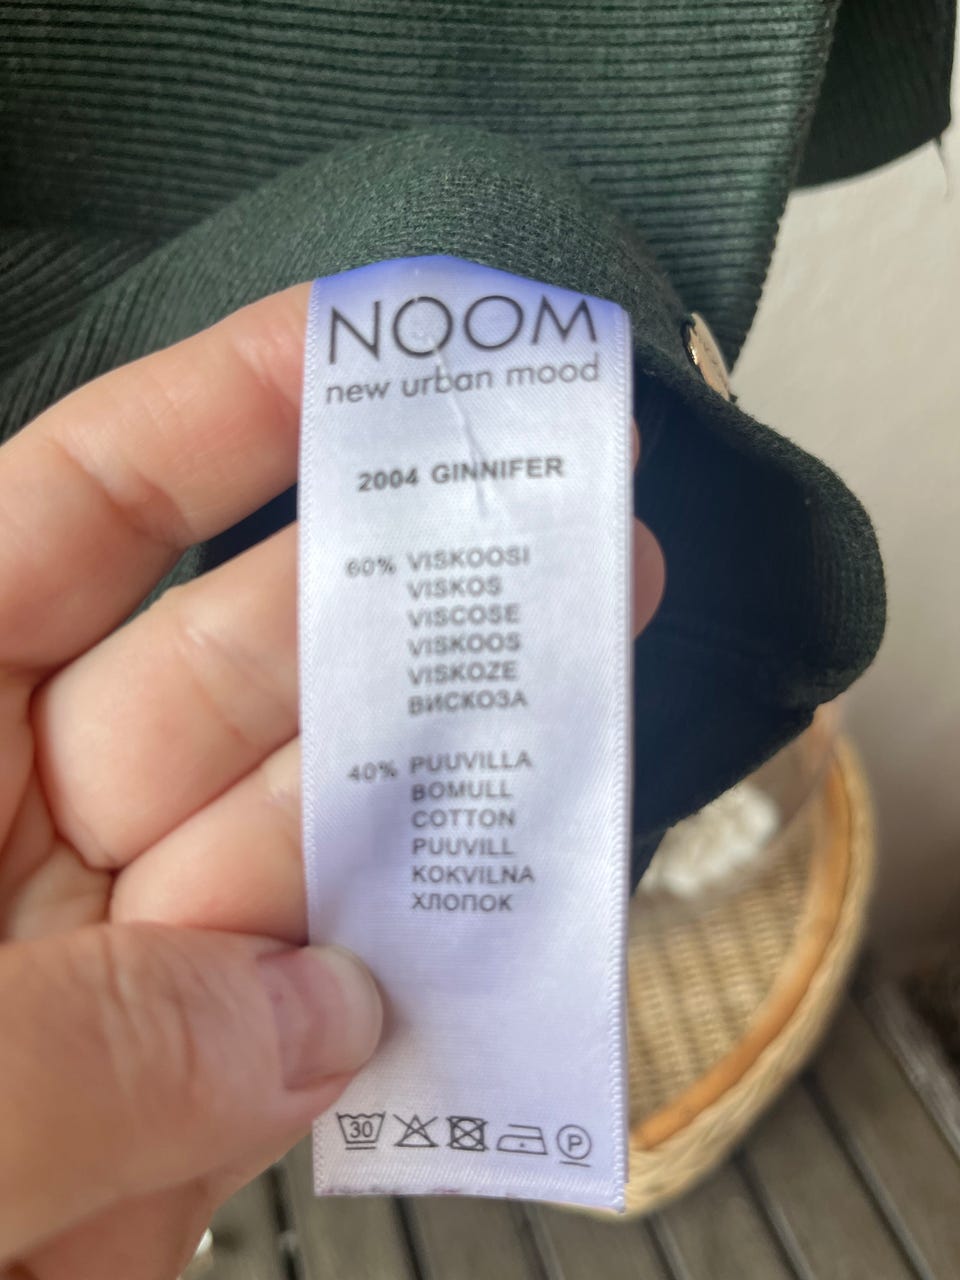 NOOM
new urban mood
2004 GINNIFER
60% VISKOOSI
VISKOS
VISCOSE
VISKOOS
VISKOZE
ВИСКОЗА
40% PUUVILLA
BOMULL
COTTON
PUUVILL
KOKVILNA
ХЛОПОК
30 P